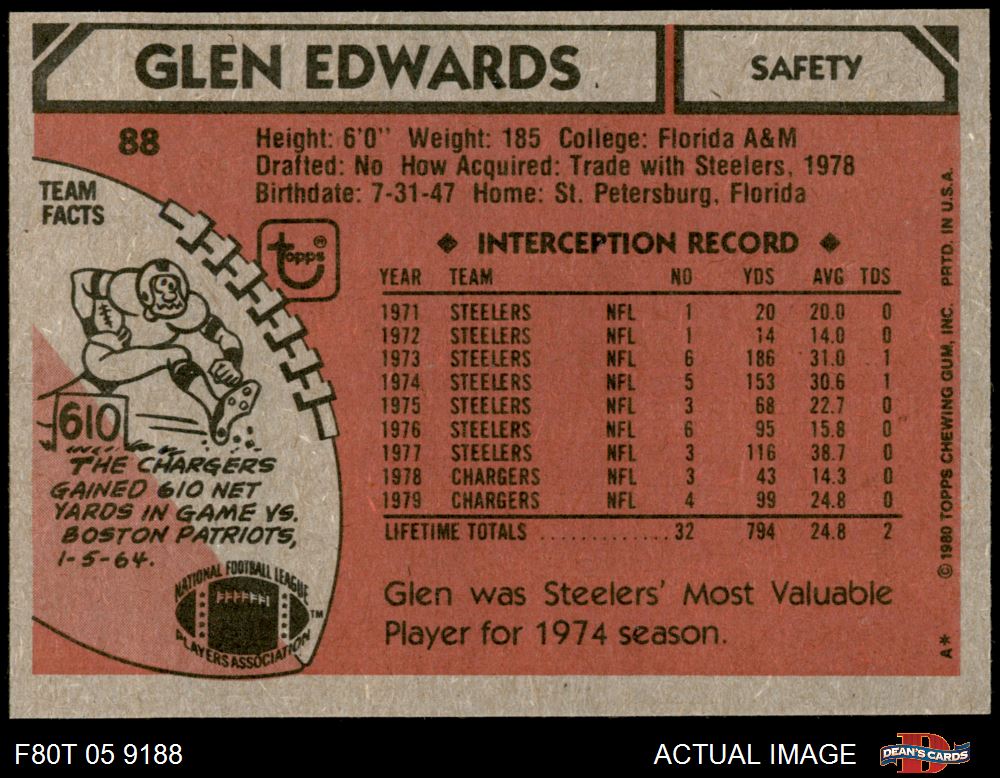 GLEN EDWARDS
SAFETY
88
Height: 6'0" Weight: 185 College: Florida A&M
Drafted: No How Acquired: Trade with Steelers, 1978
Birthdate: 7-31-47 Home: St. Petersburg, Florida
TEAM
FACTS
topps®
610
THE CHARGERS
GAINED 610 NET
YARDS IN GAME VS.
BOSTON PATRIOTS,
1-5-64.
NATIONAL FOOTBALL LEAGUE
PLAYERS ASSOCIATION
TM
◆ INTERCEPTION RECORD ◆
YEAR TEAM NO YDS AVG TDS
1971 STEELERS NFL 1 20 20.0 0
1972 STEELERS NFL 1 14 14.0 0
1973 STEELERS NFL 6 186 31.0 1
1974 STEELERS NFL 5 153 30.6 1
1975 STEELERS NFL 3 68 22.7 0
1976 STEELERS NFL 6 95 15.8 0
1977 STEELERS NFL 3 116 38.7 0
1978 CHARGERS NFL 3 43 14.3 0
1979 CHARGERS NFL 4 99 24.8 0
LIFETIME TOTALS ............. 32 794 24.8 2
Glen was Steelers' Most Valuable
Player for 1974 season.
A* © 1980 TOPPS CHEWING GUM, INC. PRTD. IN U.S.A.
F80T 05 9188
ACTUAL IMAGE
D
DEAN'S CARDS